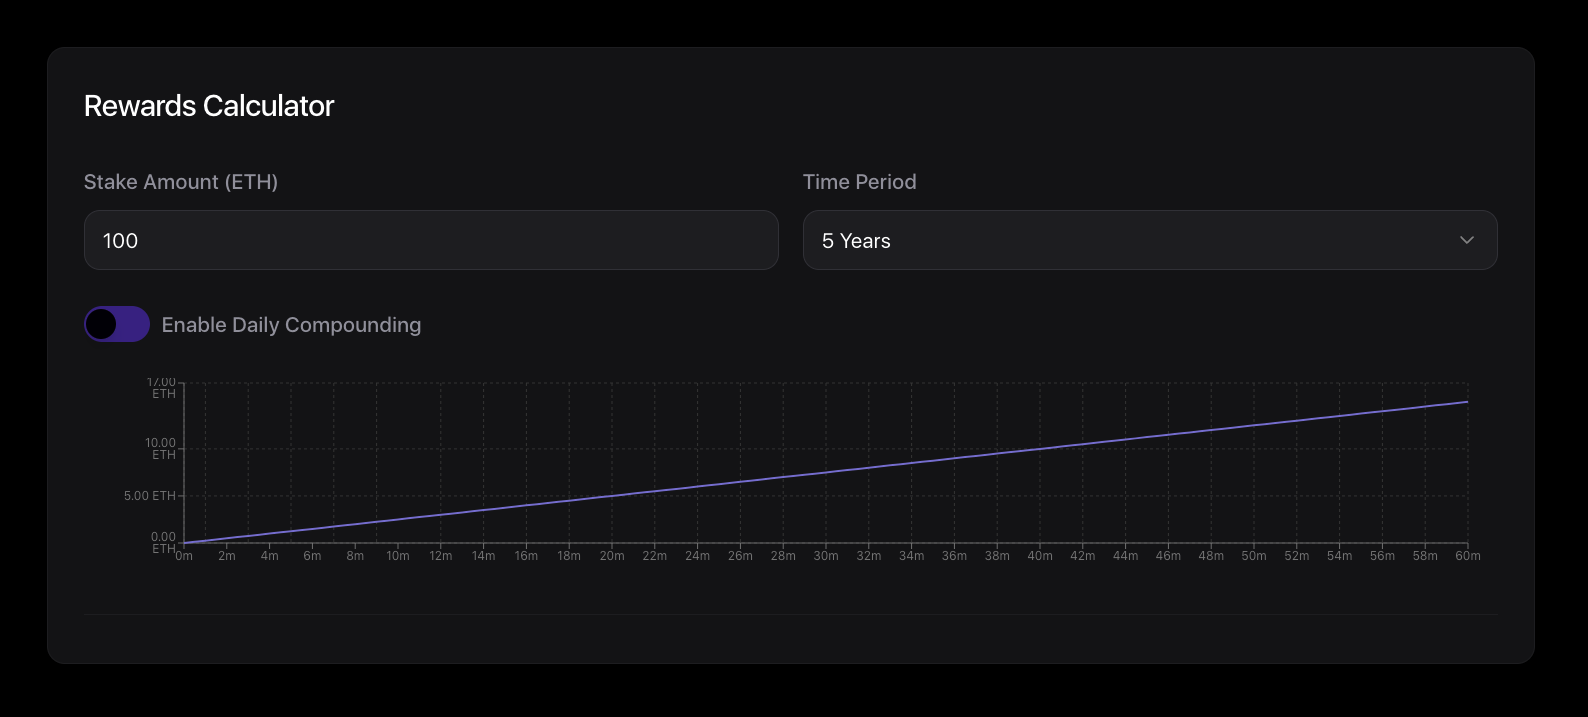 Rewards Calculator
Stake Amount (ETH)
Time Period
100
5 Years
Enable Daily Compounding
17.00
ETH
10.00
ETH
5.00 ETH
0.00
ETH
0m 2m 4m 6m 8m 10m 12m 14m 16m 18m 20m 22m 24m 26m 28m 30m 32m 34m 36m 38m 40m 42m 44m 46m 48m 50m 52m 54m 56m 58m 60m